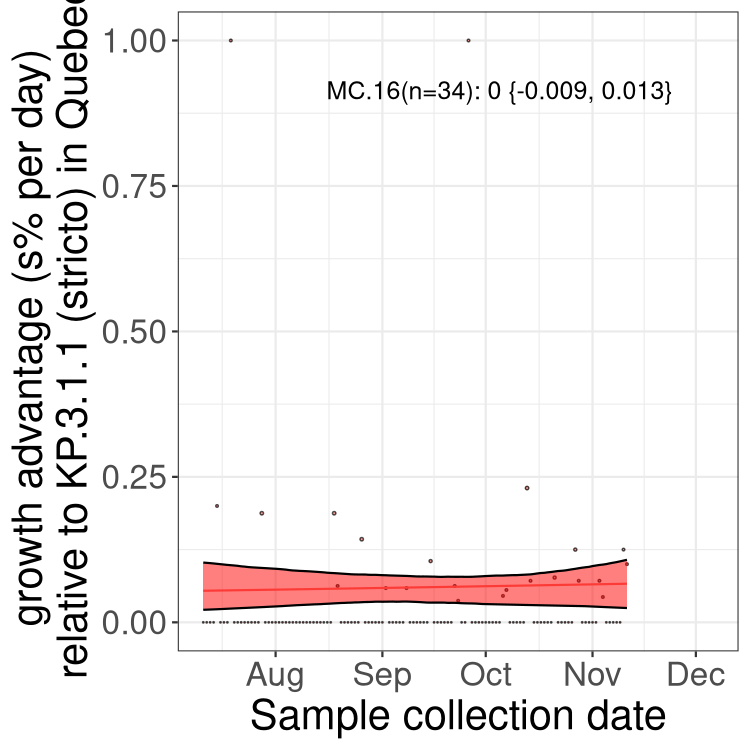 growth advantage (s% per day)
relative to KP.3.1.1 (stricto) in Quebec
1.00
0.75
0.50
0.25
0.00
MC.16(n=34): 0 {-0.009, 0.013}
Aug Sep Oct Nov Dec
Sample collection date